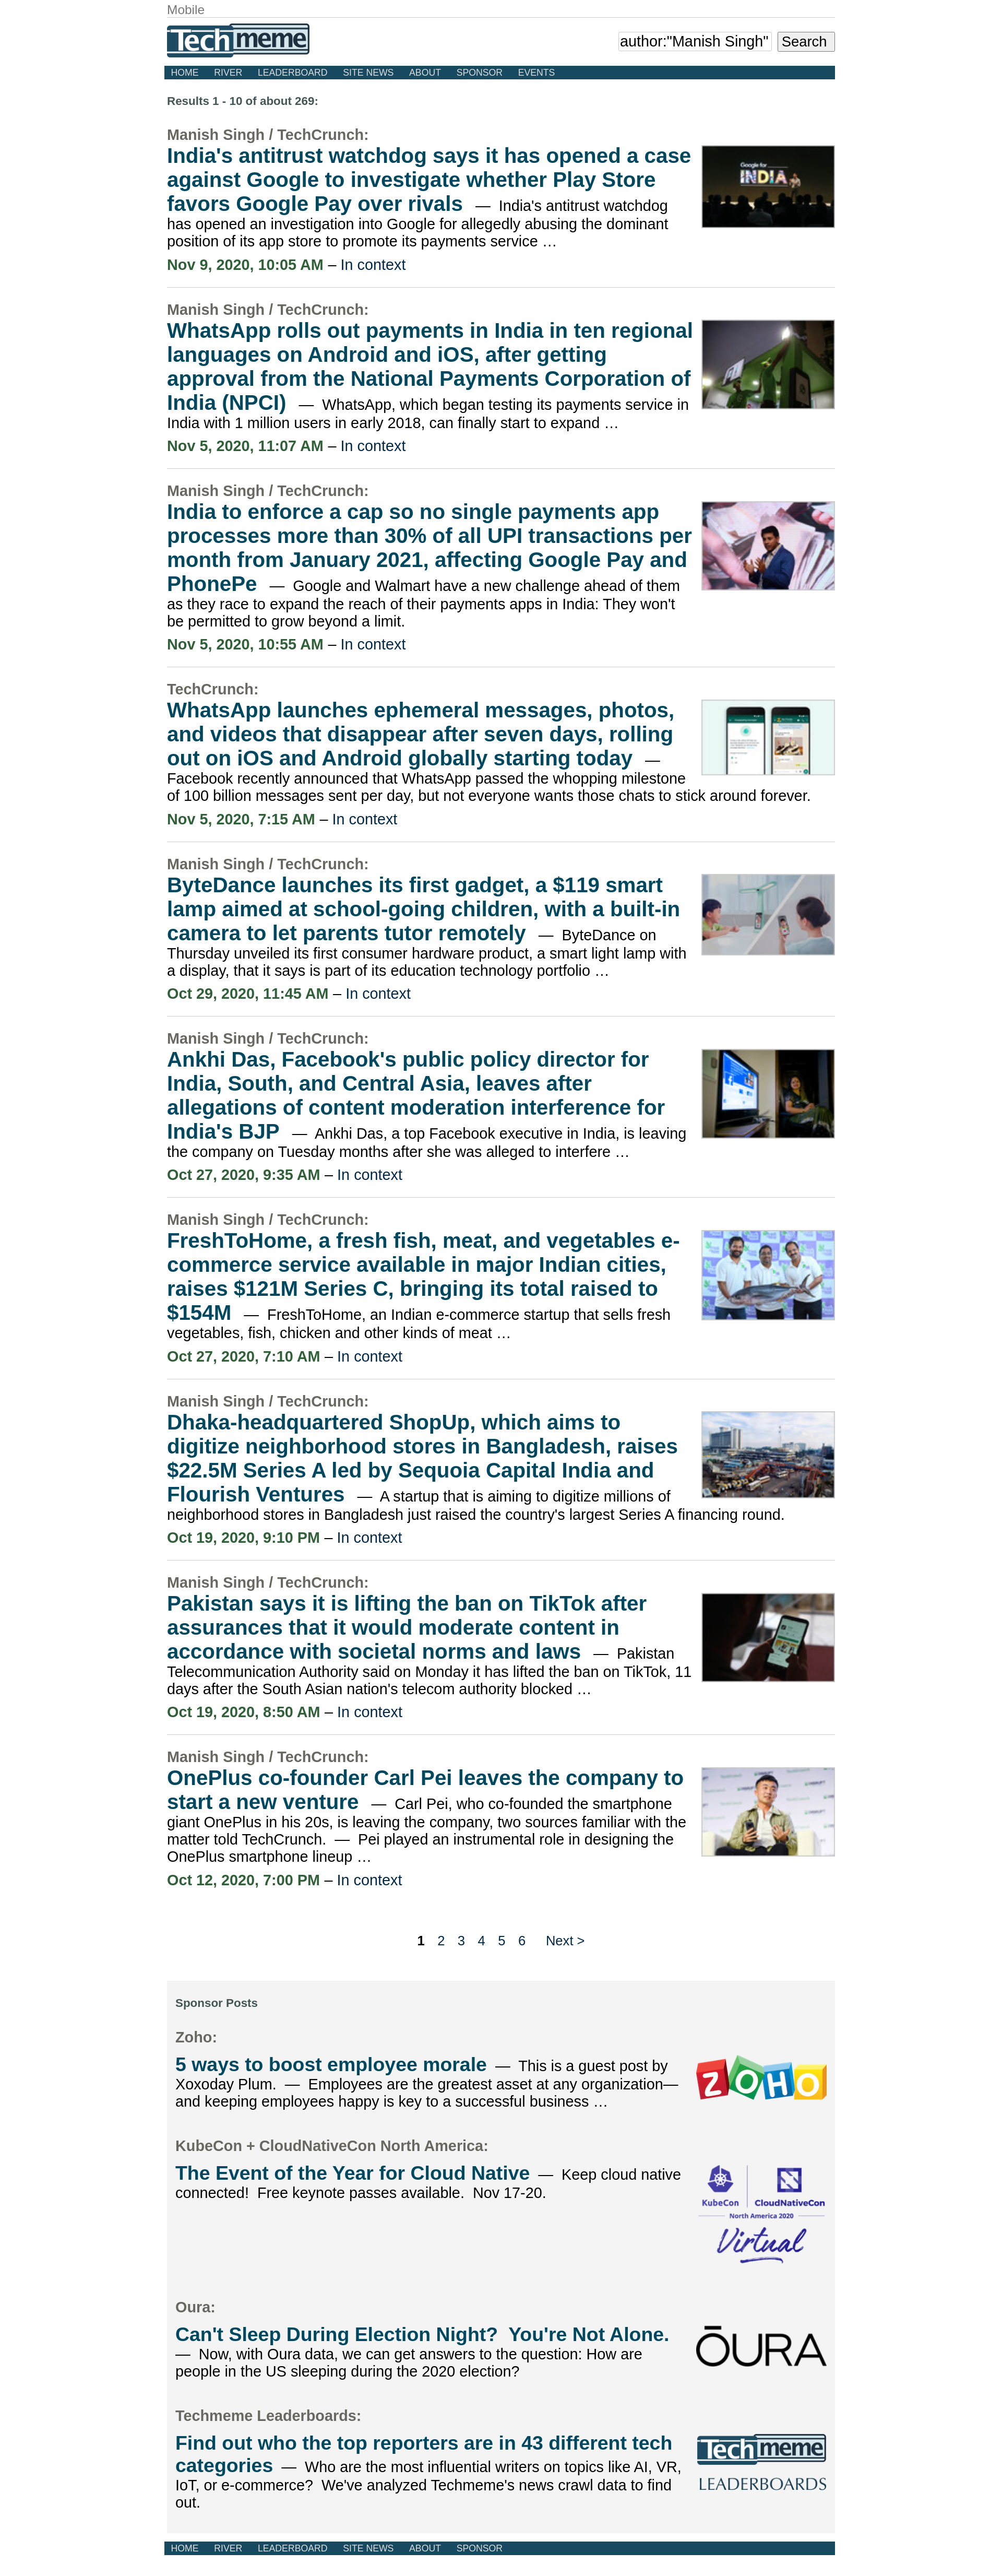 Mobile
Techmeme
author:"Manish Singh" Search
HOME RIVER LEADERBOARD SITE NEWS ABOUT SPONSOR EVENTS
Results 1 - 10 of about 269:
Manish Singh / TechCrunch:
India's antitrust watchdog says it has opened a case
against Google to investigate whether Play Store
favors Google Pay over rivals — India's antitrust watchdog
has opened an investigation into Google for allegedly abusing the dominant
position of its app store to promote its payments service …
Google for
INDIA
Nov 9, 2020, 10:05 AM – In context
Manish Singh / TechCrunch:
WhatsApp rolls out payments in India in ten regional
languages on Android and iOS, after getting
approval from the National Payments Corporation of
India (NPCI) — WhatsApp, which began testing its payments service in
India with 1 million users in early 2018, can finally start to expand …
Nov 5, 2020, 11:07 AM – In context
Manish Singh / TechCrunch:
India to enforce a cap so no single payments app
processes more than 30% of all UPI transactions per
month from January 2021, affecting Google Pay and
PhonePe — Google and Walmart have a new challenge ahead of them
as they race to expand the reach of their payments apps in India: They won't
be permitted to grow beyond a limit.
Nov 5, 2020, 10:55 AM – In context
TechCrunch:
WhatsApp launches ephemeral messages, photos,
and videos that disappear after seven days, rolling
out on iOS and Android globally starting today —
Facebook recently announced that WhatsApp passed the whopping milestone
of 100 billion messages sent per day, but not everyone wants those chats to stick around forever.
Nov 5, 2020, 7:15 AM – In context
Manish Singh / TechCrunch:
ByteDance launches its first gadget, a $119 smart
lamp aimed at school-going children, with a built-in
camera to let parents tutor remotely — ByteDance on
Thursday unveiled its first consumer hardware product, a smart light lamp with
a display, that it says is part of its education technology portfolio …
Oct 29, 2020, 11:45 AM – In context
Manish Singh / TechCrunch:
Ankhi Das, Facebook's public policy director for
India, South, and Central Asia, leaves after
allegations of content moderation interference for
India's BJP — Ankhi Das, a top Facebook executive in India, is leaving
the company on Tuesday months after she was alleged to interfere …
Oct 27, 2020, 9:35 AM – In context
Manish Singh / TechCrunch:
FreshToHome, a fresh fish, meat, and vegetables e-
commerce service available in major Indian cities,
raises $121M Series C, bringing its total raised to
$154M — FreshToHome, an Indian e-commerce startup that sells fresh
vegetables, fish, chicken and other kinds of meat …
Oct 27, 2020, 7:10 AM – In context
Manish Singh / TechCrunch:
Dhaka-headquartered ShopUp, which aims to
digitize neighborhood stores in Bangladesh, raises
$22.5M Series A led by Sequoia Capital India and
Flourish Ventures — A startup that is aiming to digitize millions of
neighborhood stores in Bangladesh just raised the country's largest Series A financing round.
Oct 19, 2020, 9:10 PM – In context
Manish Singh / TechCrunch:
Pakistan says it is lifting the ban on TikTok after
assurances that it would moderate content in
accordance with societal norms and laws — Pakistan
Telecommunication Authority said on Monday it has lifted the ban on TikTok, 11
days after the South Asian nation's telecom authority blocked …
Oct 19, 2020, 8:50 AM – In context
Manish Singh / TechCrunch:
OnePlus co-founder Carl Pei leaves the company to
start a new venture — Carl Pei, who co-founded the smartphone
giant OnePlus in his 20s, is leaving the company, two sources familiar with the
matter told TechCrunch. — Pei played an instrumental role in designing the
OnePlus smartphone lineup …
Oct 12, 2020, 7:00 PM – In context
1 2 3 4 5 6 Next >
Sponsor Posts
Zoho:
5 ways to boost employee morale — This is a guest post by
Xoxoday Plum. — Employees are the greatest asset at any organization—
and keeping employees happy is key to a successful business …
ZOHO
KubeCon + CloudNativeCon North America:
The Event of the Year for Cloud Native — Keep cloud native
connected! Free keynote passes available. Nov 17-20.
KubeCon CloudNativeCon
North America 2020
Virtual
Oura:
Can't Sleep During Election Night? You're Not Alone.
— Now, with Oura data, we can get answers to the question: How are
people in the US sleeping during the 2020 election?
ŌURA
Techmeme Leaderboards:
Find out who the top reporters are in 43 different tech
categories — Who are the most influential writers on topics like AI, VR,
IoT, or e-commerce? We've analyzed Techmeme's news crawl data to find
out.
Techmeme
LEADERBOARDS
HOME RIVER LEADERBOARD SITE NEWS ABOUT SPONSOR